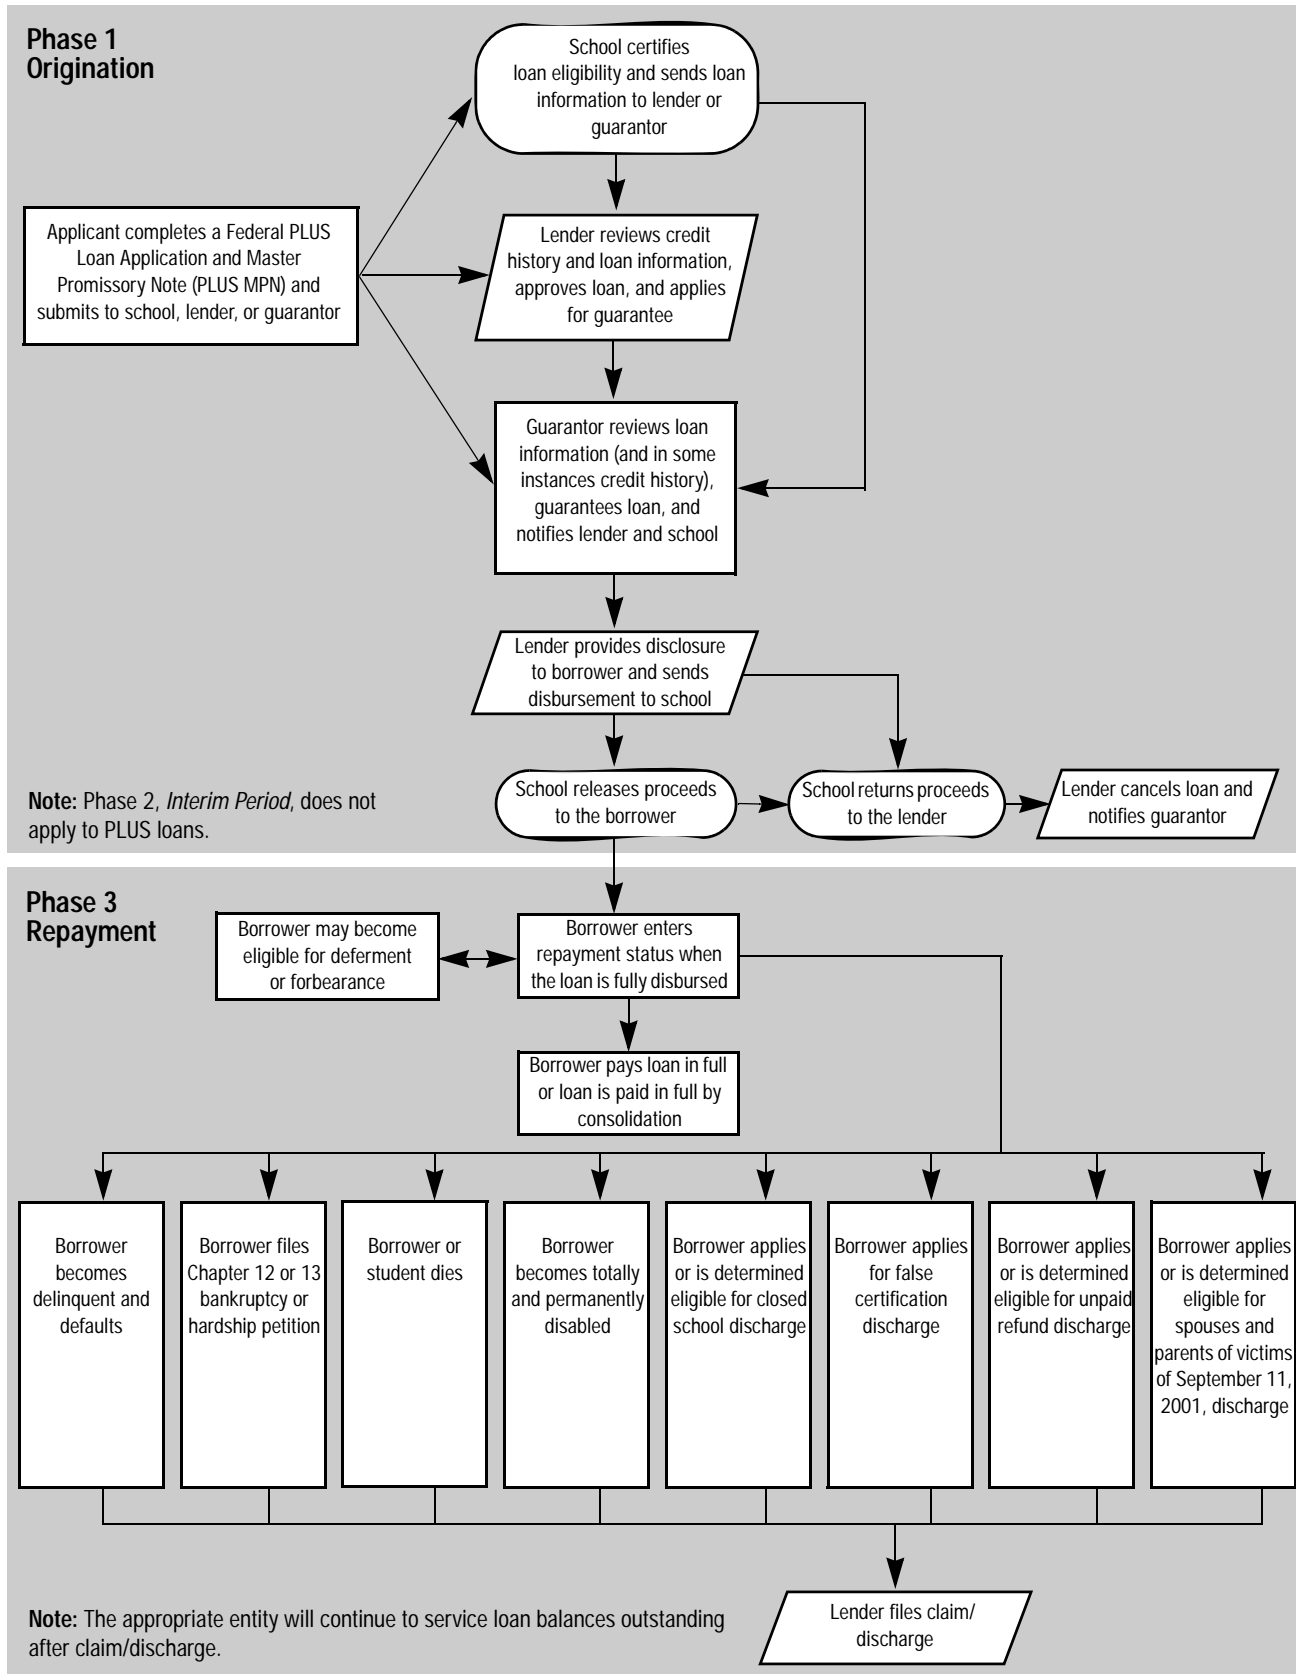 Phase 1
Origination
School certifies
loan eligibility and sends loan
information to lender or
guarantor
Applicant completes a Federal PLUS
Loan Application and Master
Promissory Note (PLUS MPN) and
submits to school, lender, or guarantor
Lender reviews credit
history and loan information,
approves loan, and applies
for guarantee
Guarantor reviews loan
information (and in some
instances credit history),
guarantees loan, and
notifies lender and school
Lender provides disclosure
to borrower and sends
disbursement to school
School releases proceeds
to the borrower
School returns proceeds
to the lender
Lender cancels loan and
notifies guarantor
Note: Phase 2, Interim Period, does not
apply to PLUS loans.
Phase 3
Repayment
Borrower may become
eligible for deferment
or forbearance
Borrower enters
repayment status when
the loan is fully disbursed
Borrower pays loan in full
or loan is paid in full by
consolidation
Borrower
becomes
delinquent and
defaults
Borrower files
Chapter 12 or 13
bankruptcy or
hardship petition
Borrower or
student dies
Borrower
becomes totally
and permanently
disabled
Borrower applies
or is determined
eligible for closed
school discharge
Borrower applies
for false
certification
discharge
Borrower applies
or is determined
eligible for unpaid
refund discharge
Borrower applies
or is determined
eligible for
spouses and
parents of victims
of September 11,
2001, discharge
Lender files claim/
discharge
Note: The appropriate entity will continue to service loan balances outstanding
after claim/discharge.